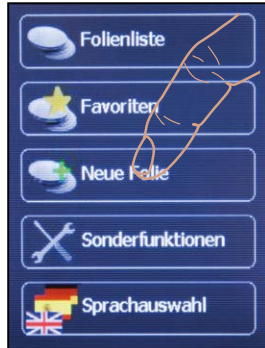 Folienliste
Favoriten
Neue Folie
Sonderfunktionen
Sprachauswahl